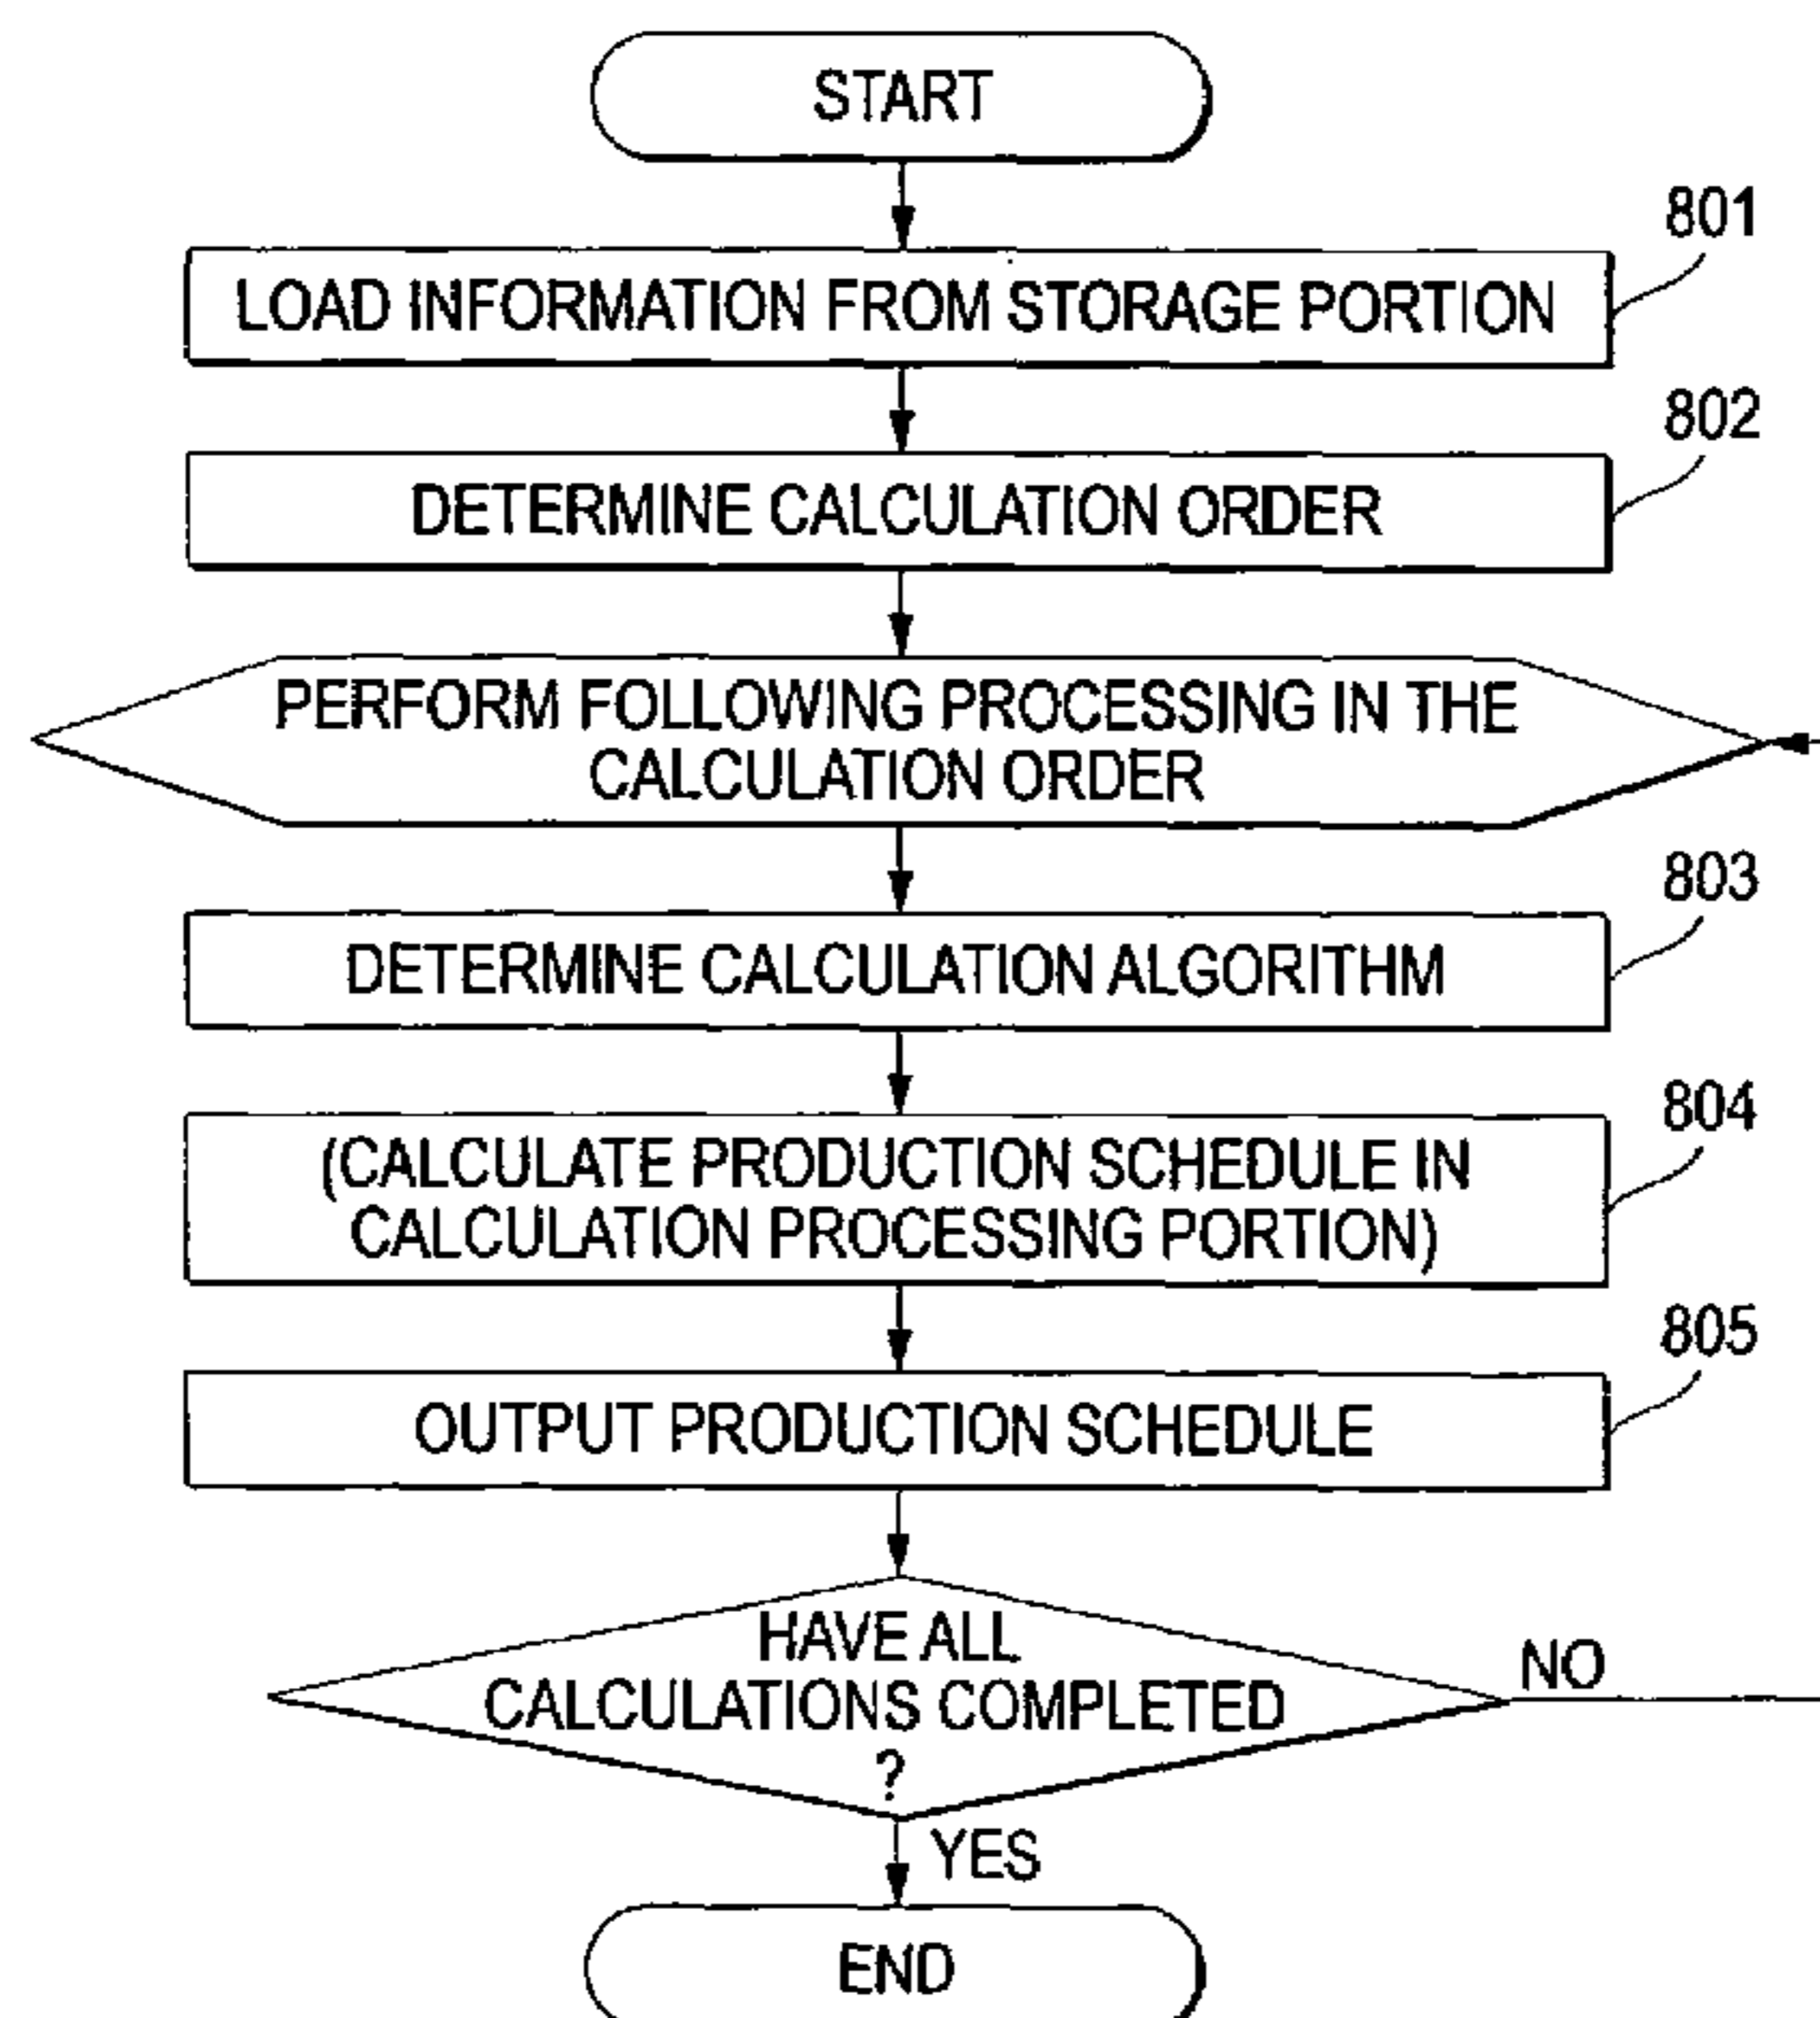 START
801
LOAD INFORMATION FROM STORAGE PORTION
802
DETERMINE CALCULATION ORDER
PERFORM FOLLOWING PROCESSING IN THE
CALCULATION ORDER
803
DETERMINE CALCULATION ALGORITHM
804
(CALCULATE PRODUCTION SCHEDULE IN
CALCULATION PROCESSING PORTION)
805
OUTPUT PRODUCTION SCHEDULE
HAVE ALL
CALCULATIONS COMPLETED
?
NO
YES
END